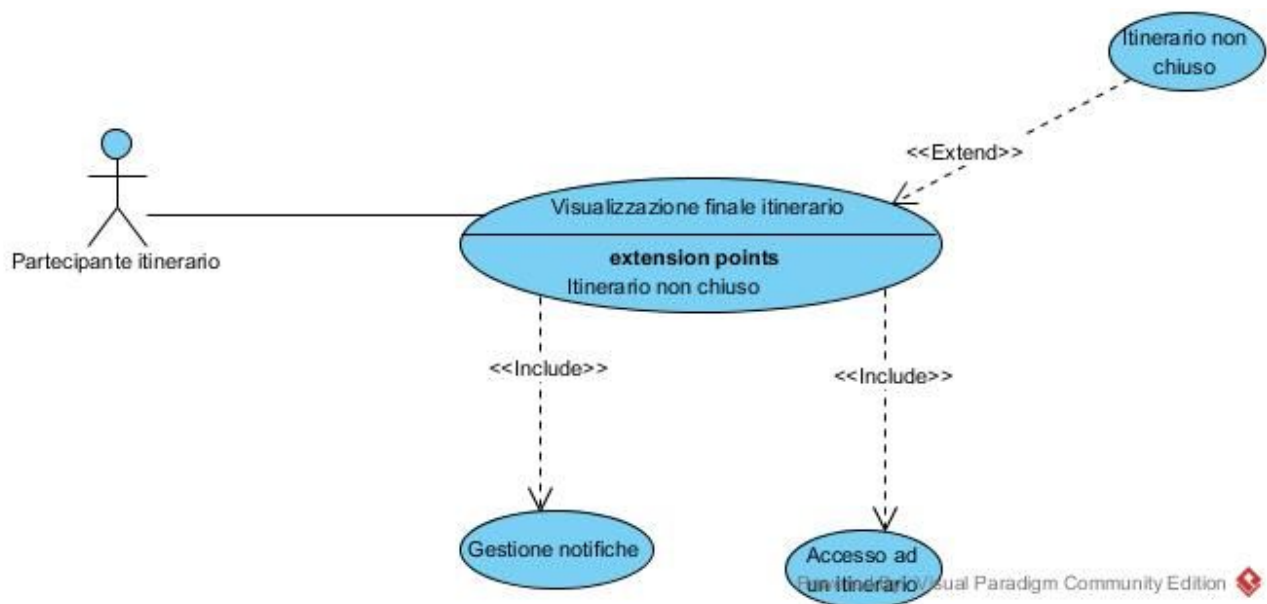 Itinerario non
chiuso
<<Extend>>
Visualizzazione finale itinerario
extension points
Itinerario non chiuso
Partecipante itinerario
<<Include>>
<<Include>>
Gestione notifiche
Accesso ad
un itinerario
Visual Paradigm Community Edition